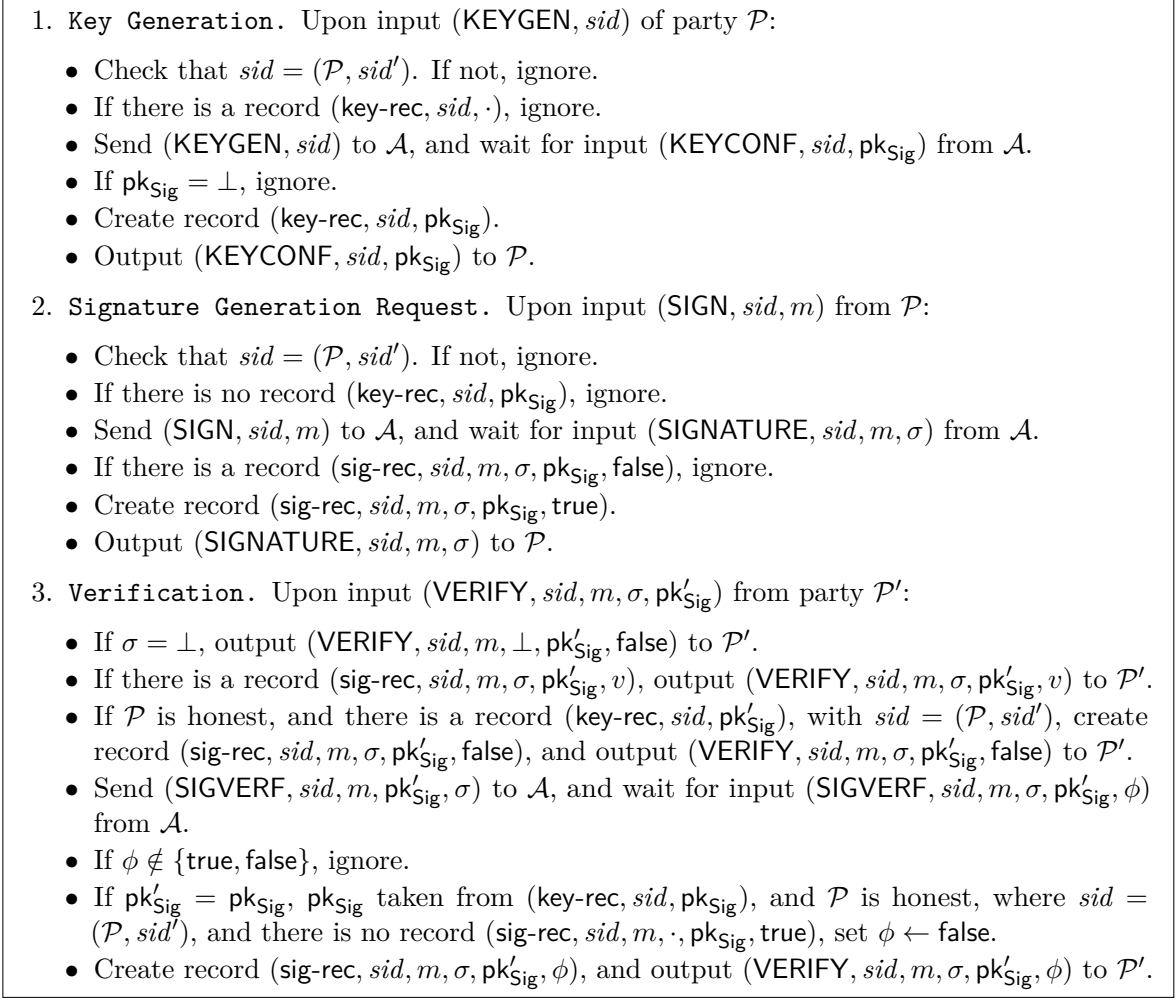 1. Key Generation. Upon input (KEYGEN, sid) of party 𝒫:
• Check that sid = (𝒫, sid′). If not, ignore.
• If there is a record (key-rec, sid, ·), ignore.
• Send (KEYGEN, sid) to 𝒜, and wait for input (KEYCONF, sid, pk_Sig) from 𝒜.
• If pk_Sig = ⊥, ignore.
• Create record (key-rec, sid, pk_Sig).
• Output (KEYCONF, sid, pk_Sig) to 𝒫.
2. Signature Generation Request. Upon input (SIGN, sid, m) from 𝒫:
• Check that sid = (𝒫, sid′). If not, ignore.
• If there is no record (key-rec, sid, pk_Sig), ignore.
• Send (SIGN, sid, m) to 𝒜, and wait for input (SIGNATURE, sid, m, σ) from 𝒜.
• If there is a record (sig-rec, sid, m, σ, pk_Sig, false), ignore.
• Create record (sig-rec, sid, m, σ, pk_Sig, true).
• Output (SIGNATURE, sid, m, σ) to 𝒫.
3. Verification. Upon input (VERIFY, sid, m, σ, pk′_Sig) from party 𝒫′:
• If σ = ⊥, output (VERIFY, sid, m, ⊥, pk′_Sig, false) to 𝒫′.
• If there is a record (sig-rec, sid, m, σ, pk′_Sig, v), output (VERIFY, sid, m, σ, pk′_Sig, v) to 𝒫′.
• If 𝒫 is honest, and there is a record (key-rec, sid, pk′_Sig), with sid = (𝒫, sid′), create
record (sig-rec, sid, m, σ, pk′_Sig, false), and output (VERIFY, sid, m, σ, pk′_Sig, false) to 𝒫′.
• Send (SIGVERF, sid, m, pk′_Sig, σ) to 𝒜, and wait for input (SIGVERF, sid, m, σ, pk′_Sig, ϕ)
from 𝒜.
• If ϕ ∉ {true, false}, ignore.
• If pk′_Sig = pk_Sig, pk_Sig taken from (key-rec, sid, pk_Sig), and 𝒫 is honest, where sid =
(𝒫, sid′), and there is no record (sig-rec, sid, m, ·, pk_Sig, true), set ϕ ← false.
• Create record (sig-rec, sid, m, σ, pk′_Sig, ϕ), and output (VERIFY, sid, m, σ, pk′_Sig, ϕ) to 𝒫′.